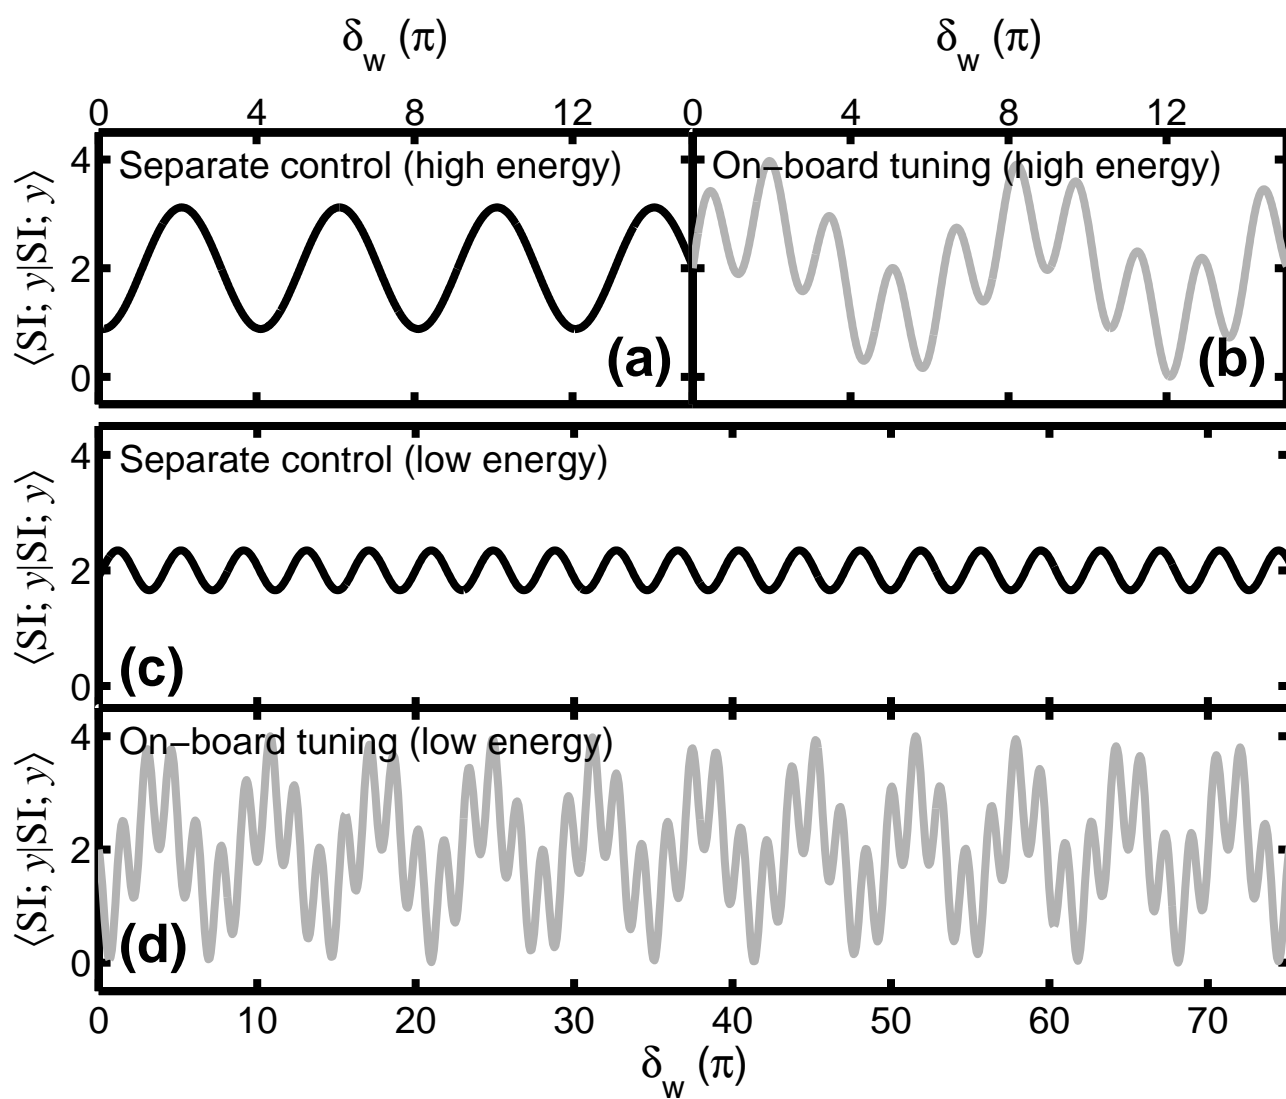 δw (π) δw (π)
0 4 8 12 0 4 8 12
4 Separate control (high energy) On−board tuning (high energy)
2
0
⟨SI; y|SI; y⟩
(a) (b)
4 Separate control (low energy)
2
0
⟨SI; y|SI; y⟩
(c)
4 On−board tuning (low energy)
2
0
⟨SI; y|SI; y⟩
(d)
0 10 20 30 40 50 60 70
δw (π)